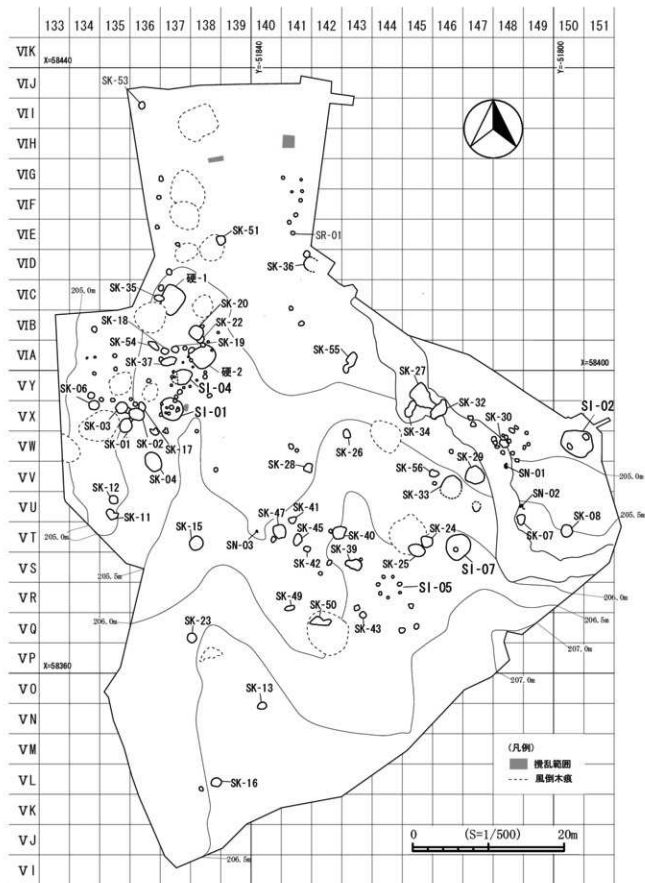 133 134 135 136 137 138 139 140 141 142 143 144 145 146 147 148 149 150 151
Y=-51840
Y=-51800
ⅥK
X=58440
ⅥJ
SK-53
ⅥI
ⅥH
ⅥG
ⅥF
ⅥE
SK-51
SR-01
ⅥD
SK-36
ⅥC
205.0m
SK-35
硬-1
SK-20
ⅥB
SK-18
SK-22
SK-54
SK-19
ⅥA
SK-37
硬-2
SK-55
X=58400
ⅤY
SK-06
SI-04
SK-27
SK-32
SI-02
ⅤX
SK-03
SI-01
SK-34
SK-30
SK-01
SK-02
SK-17
ⅤW
SK-26
SK-29
SN-01
SK-04
SK-28
SK-56
205.0m
ⅤV
SK-33
SN-02
SK-12
205.5m
ⅤU
SK-11
SK-47
SK-41
SK-07
SK-08
SK-45
SK-24
ⅤT
205.0m
SK-15
SN-03
SK-40
SK-42
SK-39
SK-25
SI-07
ⅤS
205.5m
SI-05
206.0m
ⅤR
SK-49
SK-50
206.5m
206.0m
SK-23
SK-43
ⅤQ
207.0m
ⅤP
X=58360
207.0m
ⅤO
SK-13
ⅤN
ⅤM
(凡例)
撹乱範囲
風倒木痕
ⅤL
SK-16
ⅤK
0 (S=1/500) 20m
ⅤJ
206.5m
ⅤI